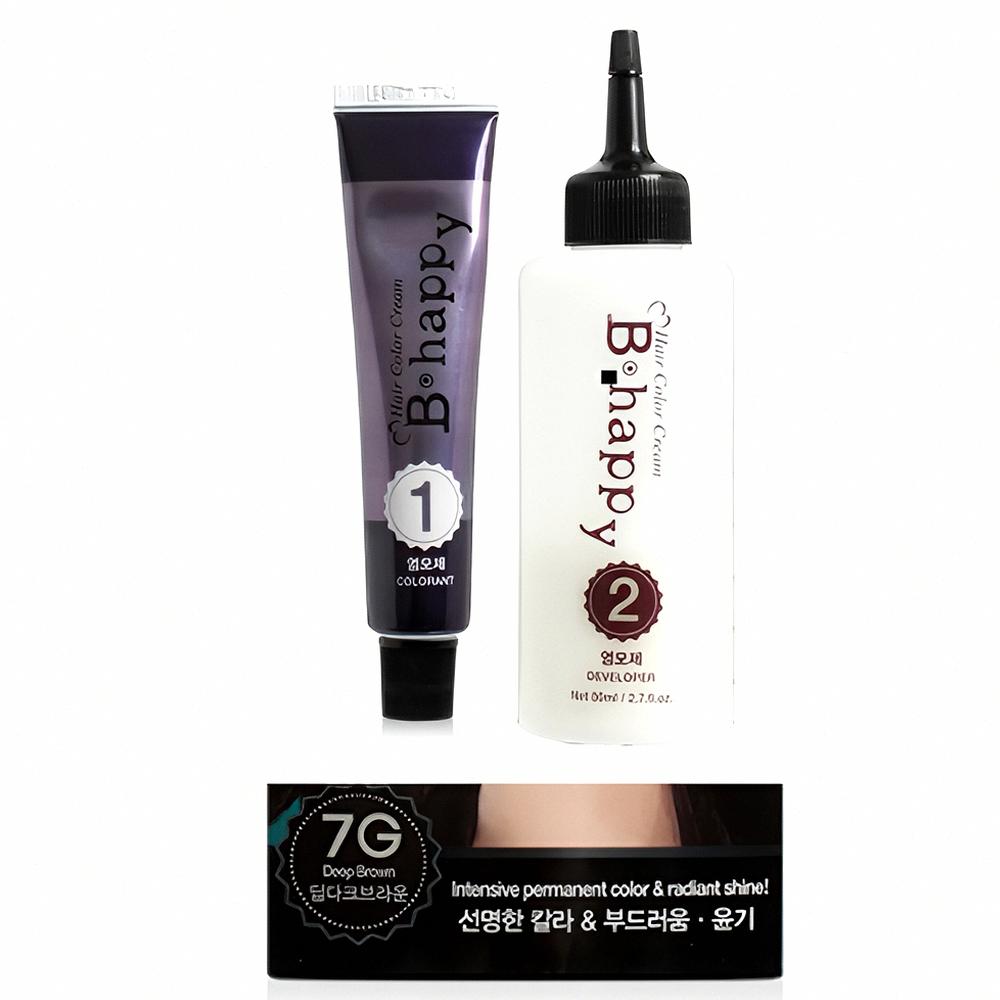 Hair Color Cream
B·happy
1
염모제
COLORANT
Hair Color Cream
B·happy
2
염모제
DEVELOPER
7G
Deep Brown
딥다크브라운
Intensive permanent color & radiant shine!
선명한 칼라 & 부드러움 · 윤기